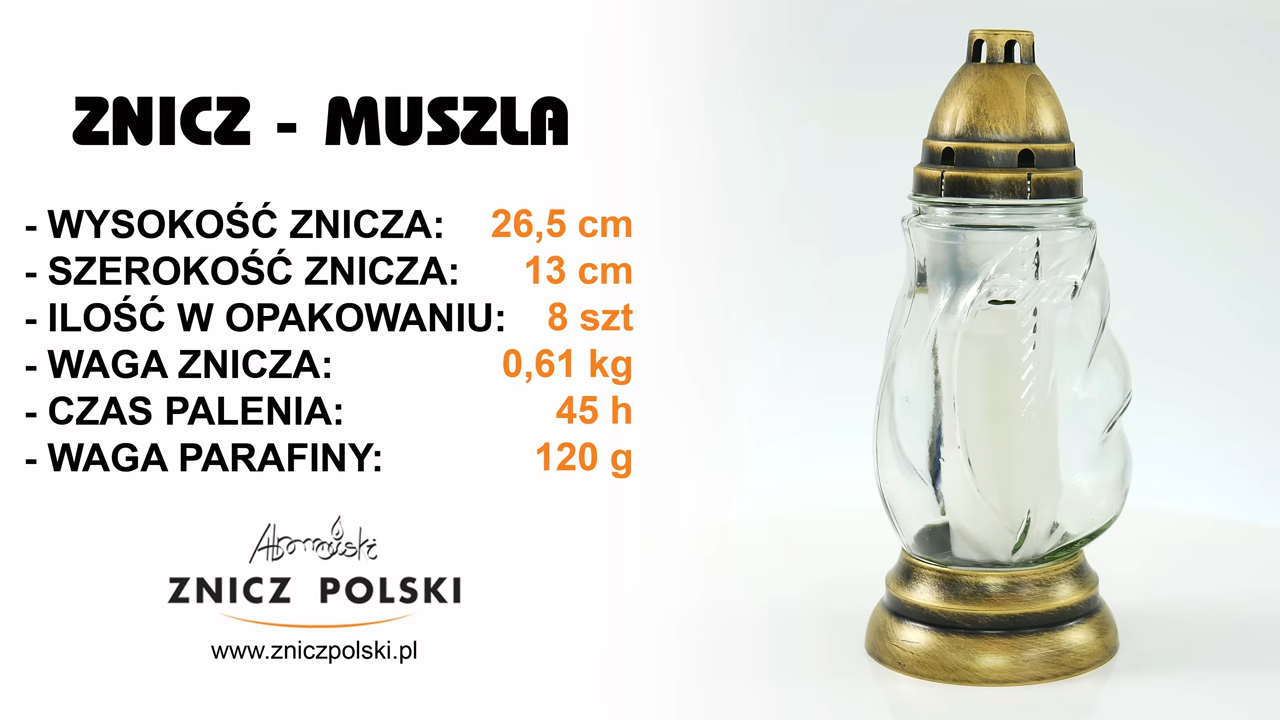 ZNICZ - MUSZLA
- WYSOKOŚĆ ZNICZA: 26,5 cm
- SZEROKOŚĆ ZNICZA: 13 cm
- ILOŚĆ W OPAKOWANIU: 8 szt
- WAGA ZNICZA: 0,61 kg
- CZAS PALENIA: 45 h
- WAGA PARAFINY: 120 g
ZNICZ POLSKI
www.zniczpolski.pl